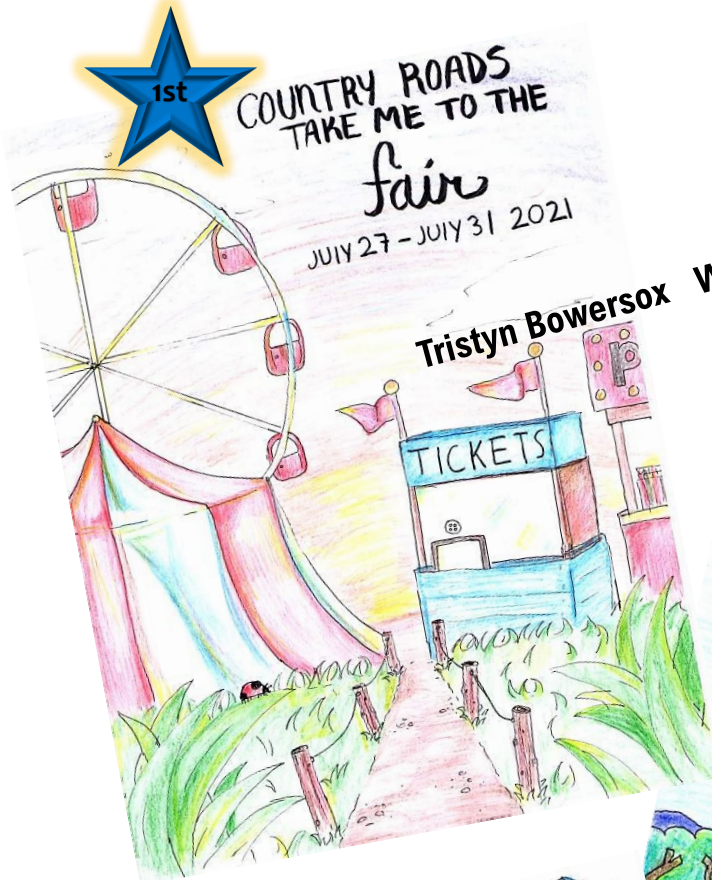 1st
COUNTRY ROADS
TAKE ME TO THE
fair
JULY 27 - JULY 31 2021
Tristyn Bowersox W
TICKETS
P